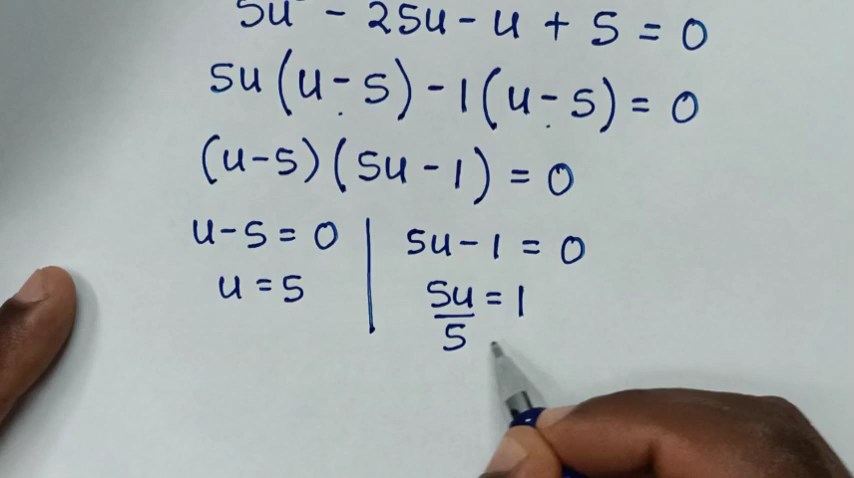 5u - 25u - u + 5 = 0
5u(u - 5) - 1(u - 5) = 0
(u - 5)(5u - 1) = 0
u - 5 = 0 | 5u - 1 = 0
u = 5 | 5u/5 = 1